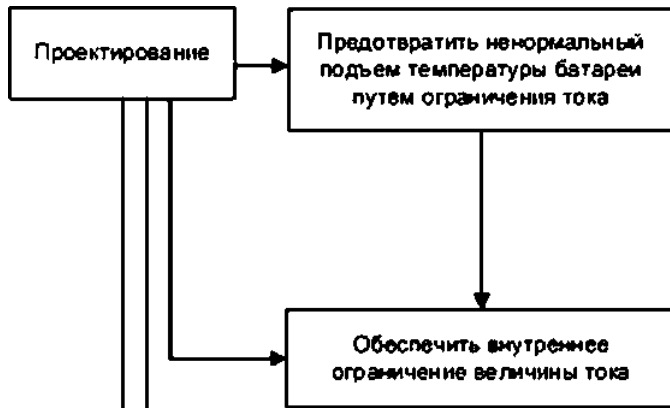 Проектирование
Предотвратить ненормальный
подъем температуры батареи
путем ограничения тока
Обеспечить внутреннее
ограничение величины тока